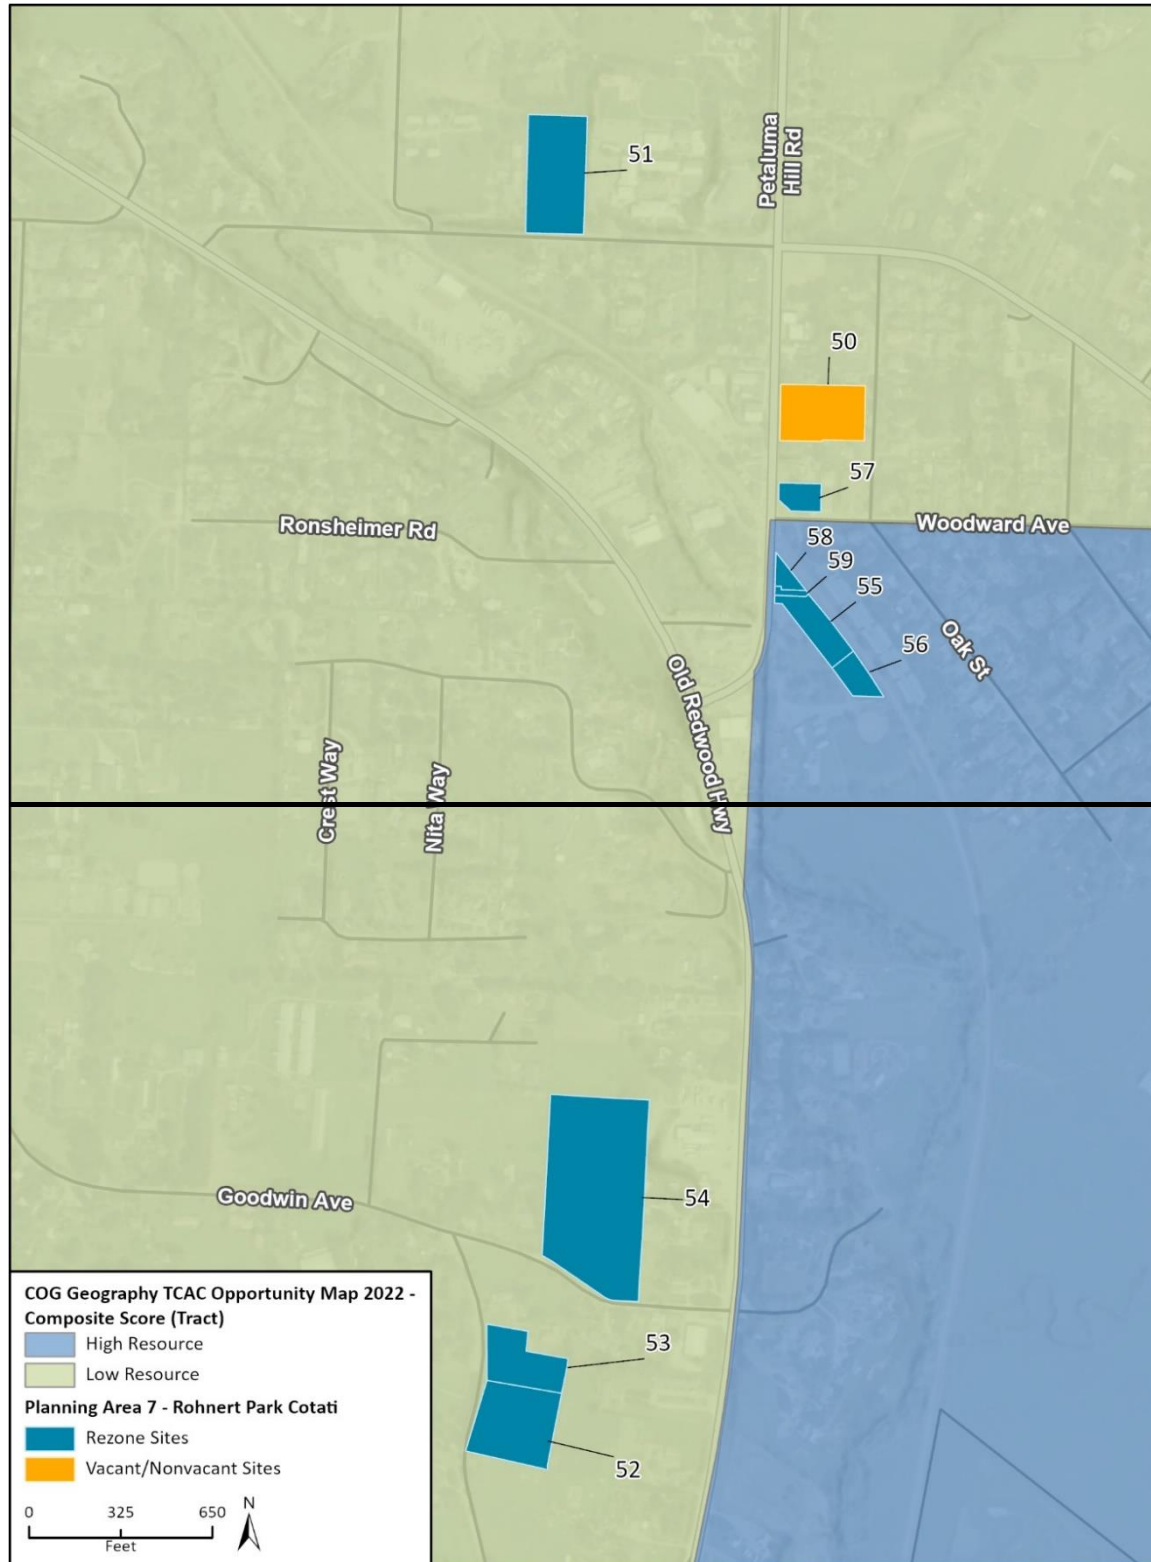 51
Petaluma
Hill Rd
50
57
Woodward Ave
Ronsheimer Rd
58
59
55
56
Oak St
Old Redwood Hwy
Crest Way
Nita Way
54
Goodwin Ave
53
52
COG Geography TCAC Opportunity Map 2022 -
Composite Score (Tract)
High Resource
Low Resource
Planning Area 7 - Rohnert Park Cotati
Rezone Sites
Vacant/Nonvacant Sites
0 325 650
Feet
N